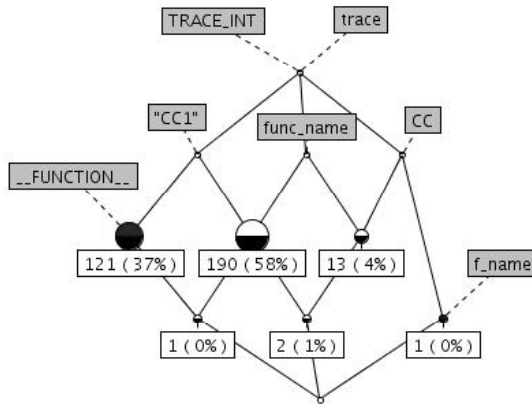 TRACE_INT
trace
"CC1"
func_name
CC
__FUNCTION__
121 ( 37%)
190 ( 58%)
13 ( 4%)
f_name
1 ( 0%)
2 ( 1%)
1 ( 0%)